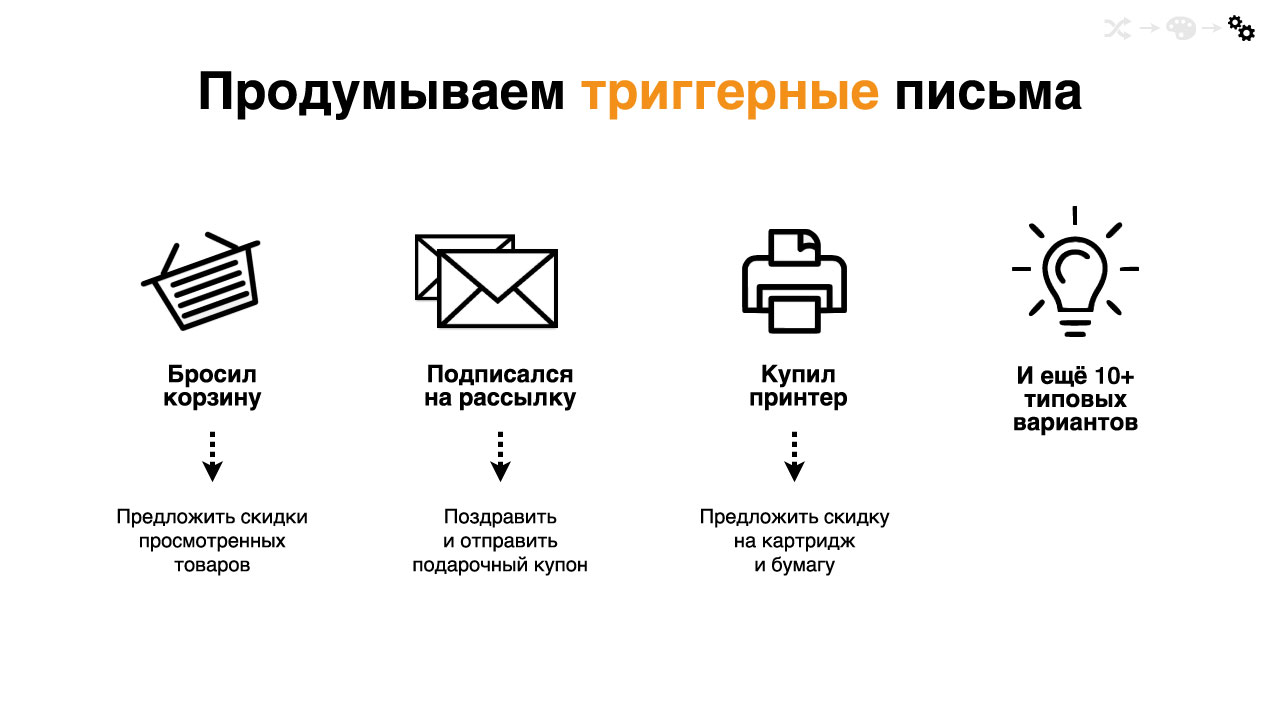 Продумываем триггерные письма
Бросил
корзину
Предложить скидки
просмотренных
товаров
Подписался
на рассылку
Поздравить
и отправить
подарочный купон
Купил
принтер
Предложить скидку
на картридж
и бумагу
И ещё 10+
типовых
вариантов